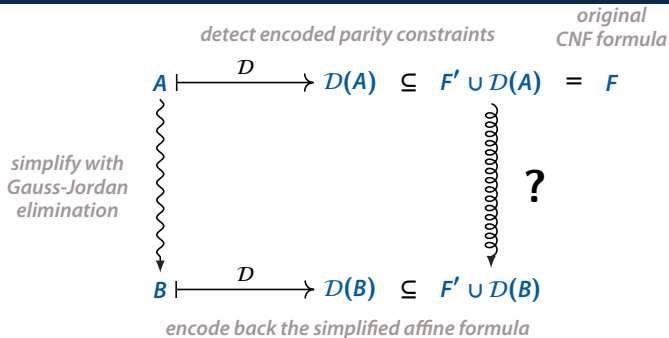 original
detect encoded parity constraints CNF formula
𝒟
A ↦ 𝒟(A) ⊆ F′ ∪ 𝒟(A) = F
simplify with
Gauss-Jordan
elimination
?
𝒟
B ↦ 𝒟(B) ⊆ F′ ∪ 𝒟(B)
encode back the simplified affine formula